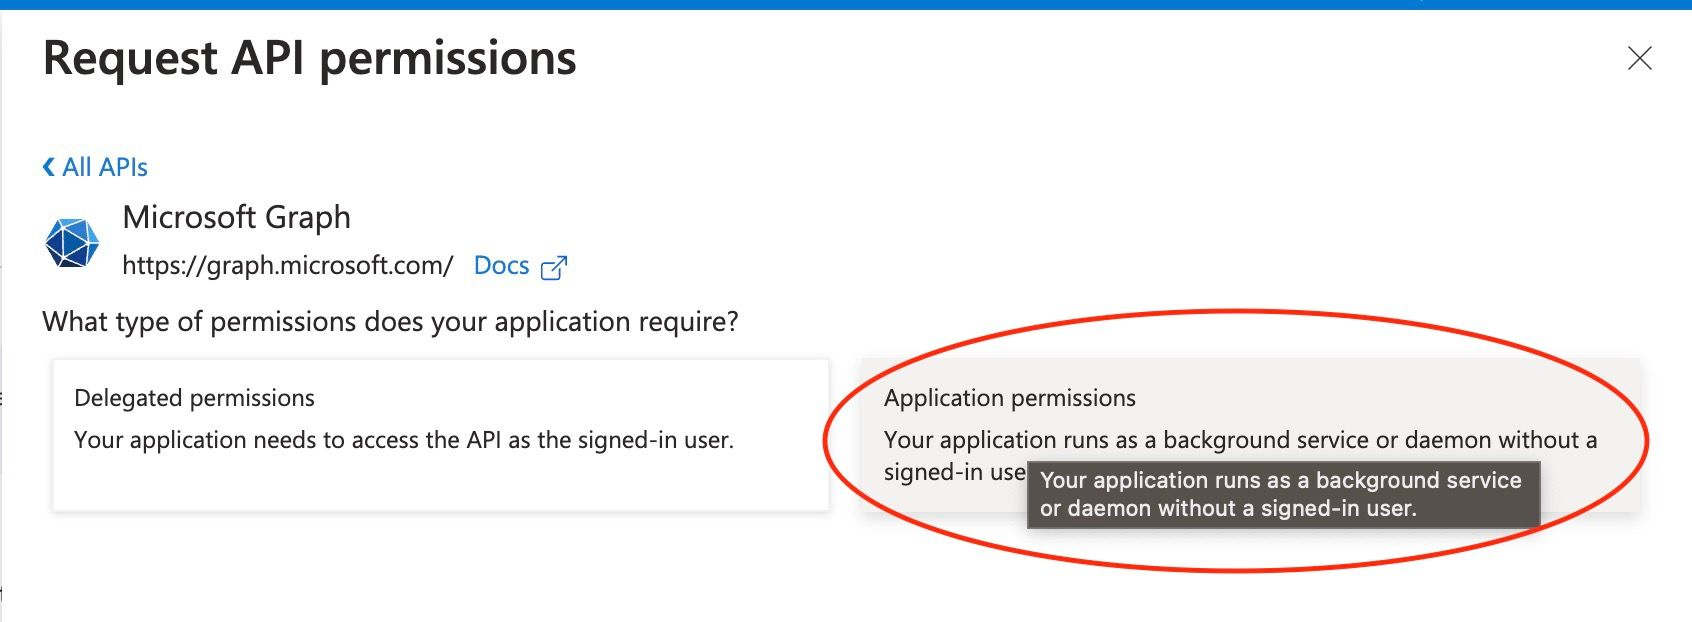 Request API permissions
All APIs
Microsoft Graph
https://graph.microsoft.com/ Docs
What type of permissions does your application require?
Delegated permissions
Your application needs to access the API as the signed-in user.
Application permissions
Your application runs as a background service or daemon without a
signed-in use
Your application runs as a background service
or daemon without a signed-in user.